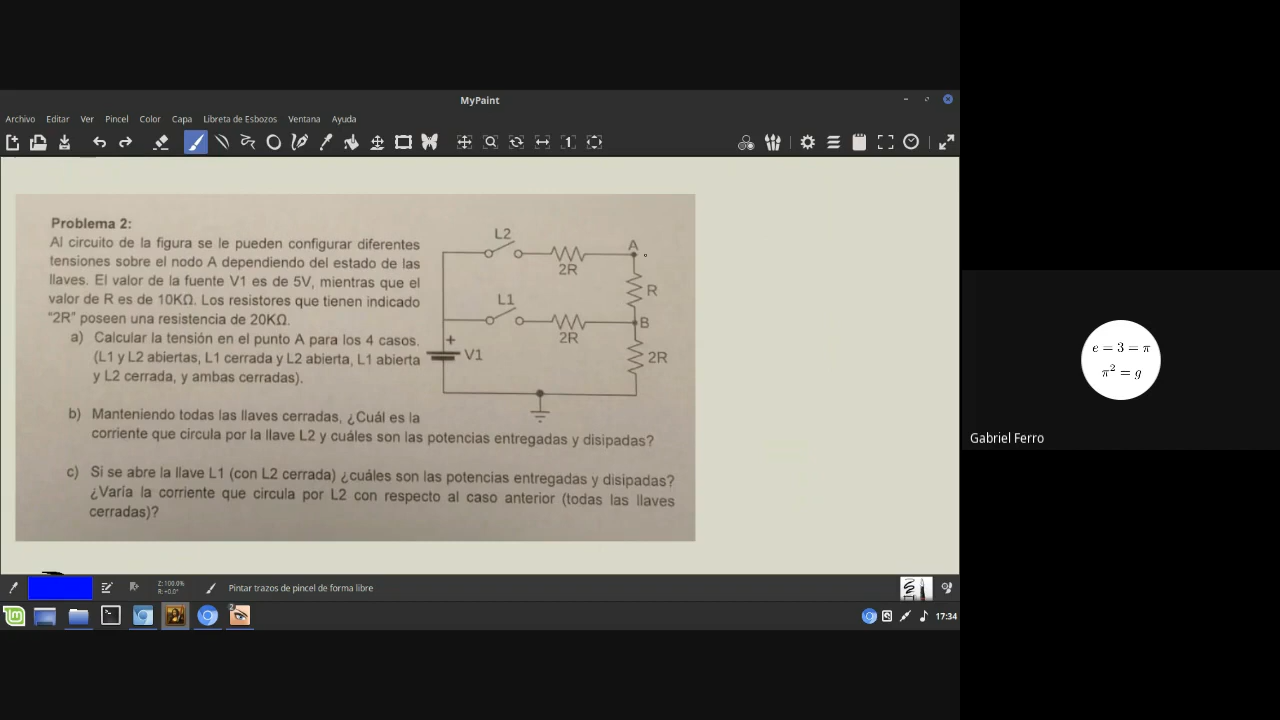 MyPaint
Archivo Editar Ver Pincel Color Capa Libreta de Esbozos Ventana Ayuda
Problema 2:
Al circuito de la figura se le pueden configurar diferentes
tensiones sobre el nodo A dependiendo del estado de las
llaves. El valor de la fuente V1 es de 5V, mientras que el
valor de R es de 10KΩ. Los resistores que tienen indicado
"2R" poseen una resistencia de 20KΩ.
a) Calcular la tensión en el punto A para los 4 casos.
(L1 y L2 abiertas, L1 cerrada y L2 abierta, L1 abierta
y L2 cerrada, y ambas cerradas).
L2
A
2R
R
L1
B
2R
+
V1
2R
b) Manteniendo todas las llaves cerradas, ¿Cuál es la
corriente que circula por la llave L2 y cuáles son las potencias entregadas y disipadas?
c) Si se abre la llave L1 (con L2 cerrada) ¿cuáles son las potencias entregadas y disipadas?
¿Varía la corriente que circula por L2 con respecto al caso anterior (todas las llaves
cerradas)?
e = 3 = π
π² = g
Gabriel Ferro
Z: 100.0%
R: +0.0°
Pintar trazos de pincel de forma libre
17:34